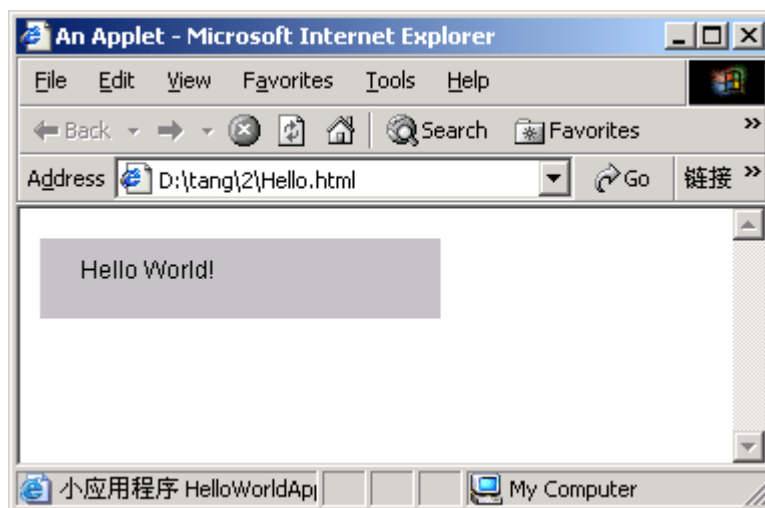 An Applet - Microsoft Internet Explorer
File Edit View Favorites Tools Help
Back Search Favorites »
Address D:\tang\2\Hello.html Go 链接 »
Hello World!
小应用程序 HelloWorldApp My Computer